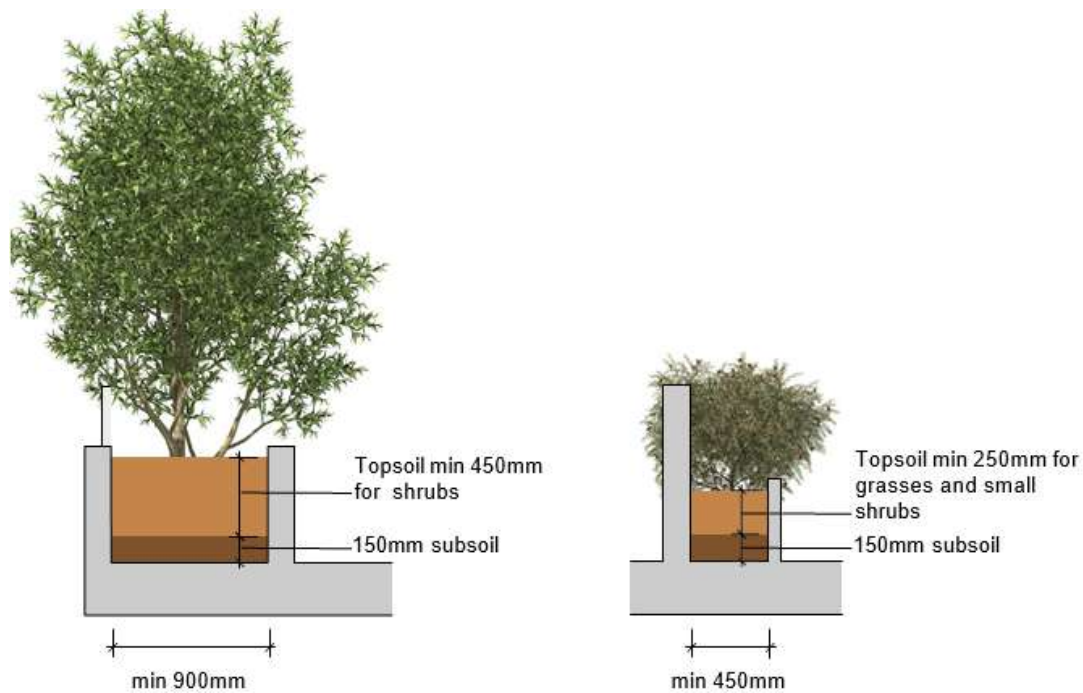 Topsoil min 450mm
for shrubs
150mm subsoil
min 900mm
Topsoil min 250mm for
grasses and small
shrubs
150mm subsoil
min 450mm